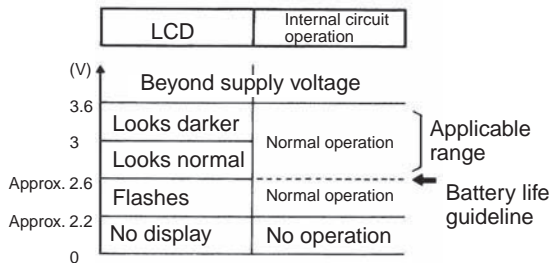 LCD
Internal circuit
operation
(V)
Beyond supply voltage
3.6
Looks darker
Normal operation
Applicable
range
3
Looks normal
Approx. 2.6
Flashes
Normal operation
Battery life
guideline
Approx. 2.2
No display
No operation
0